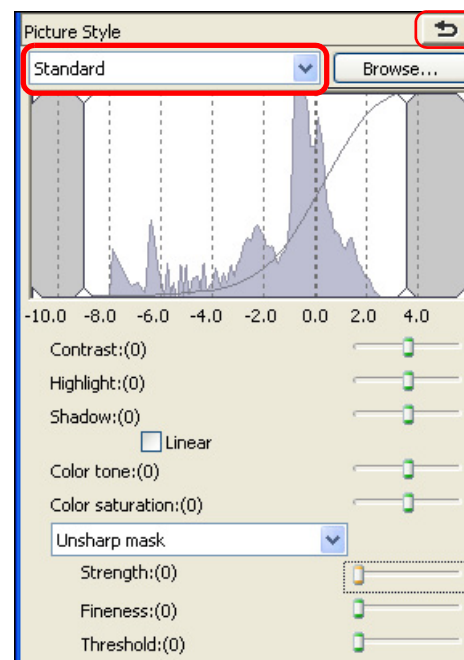 Picture Style
Standard Browse...
-10.0 -8.0 -6.0 -4.0 -2.0 0.0 2.0 4.0
Contrast:(0)
Highlight:(0)
Shadow:(0)
Linear
Color tone:(0)
Color saturation:(0)
Unsharp mask
Strength:(0)
Fineness:(0)
Threshold:(0)